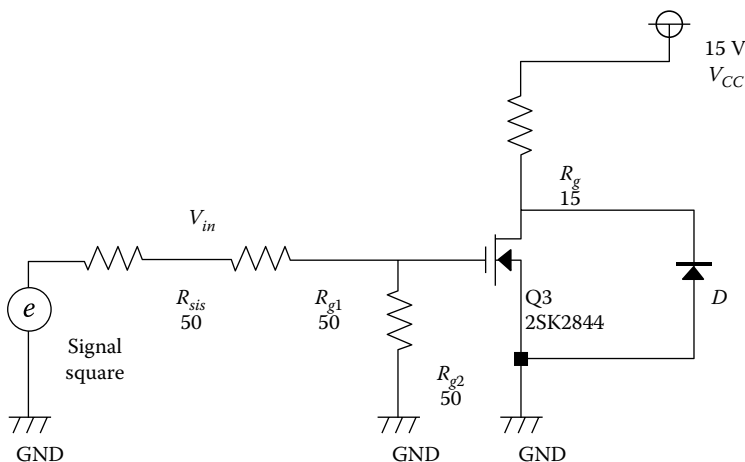 15 V
V_CC
R_g
15
V_in
R_sis
50
R_g1
50
e
Q3
2SK2844
D
Signal
square
R_g2
50
GND
GND
GND